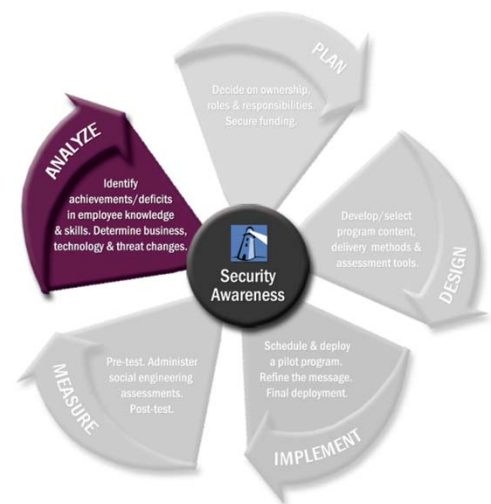 PLAN
Decide on ownership,
roles & responsibilities.
Secure funding.
ANALYZE
Identify
achievements/deficits
in employee knowledge
& skills. Determine business,
technology & threat changes.
Develop/select
program content,
delivery methods &
assessment tools.
DESIGN
Security
Awareness
Schedule & deploy
a pilot program.
Refine the message.
Final deployment.
IMPLEMENT
Pre-test. Administer
social engineering
assessments.
Post-test.
MEASURE